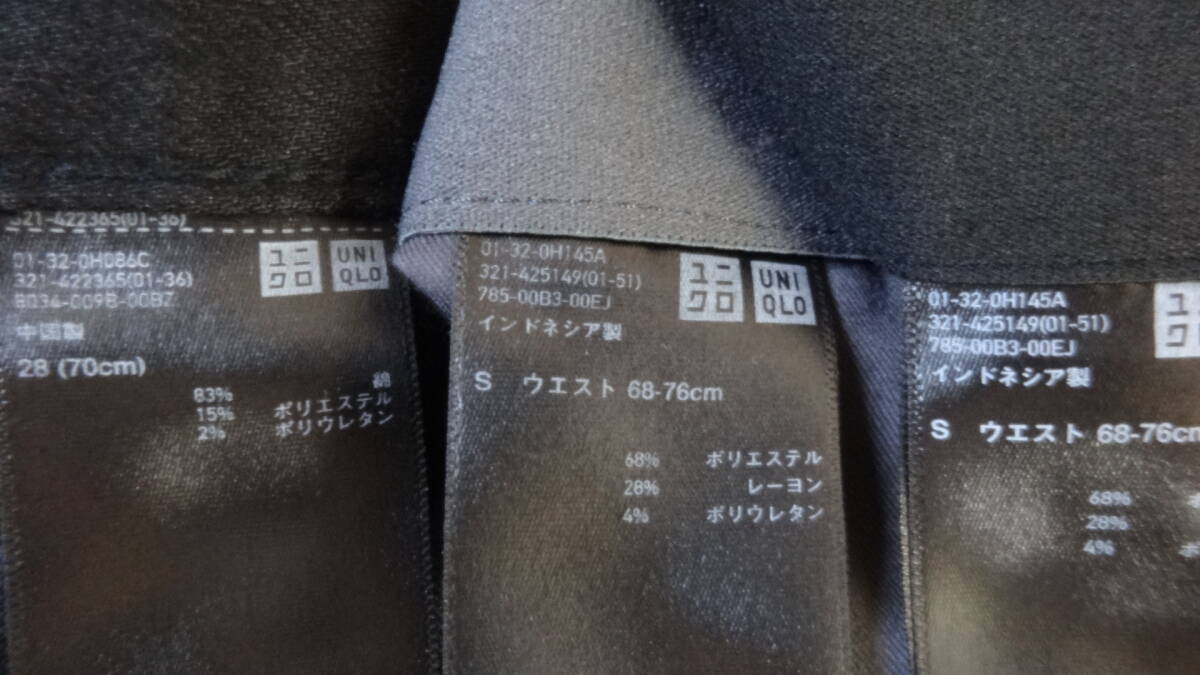 321-422365(01-36)
01-32-0H086C
321-422365(01-36)
8034-009B-00B7
中国製
28 (70cm)
83% 綿
15% ポリエステル
2% ポリウレタン
ユニ
クロ
UNI
QLO
01-32-0H145A
321-425149(01-51)
785-00B3-00EJ
インドネシア製
S ウエスト 68-76cm
68% ポリエステル
28% レーヨン
4% ポリウレタン
ユニ
クロ
UNI
QLO
01-32-0H145A
321-425149(01-51)
785-00B3-00EJ
インドネシア製
S ウエスト 68-76cm
68%
28%
4%